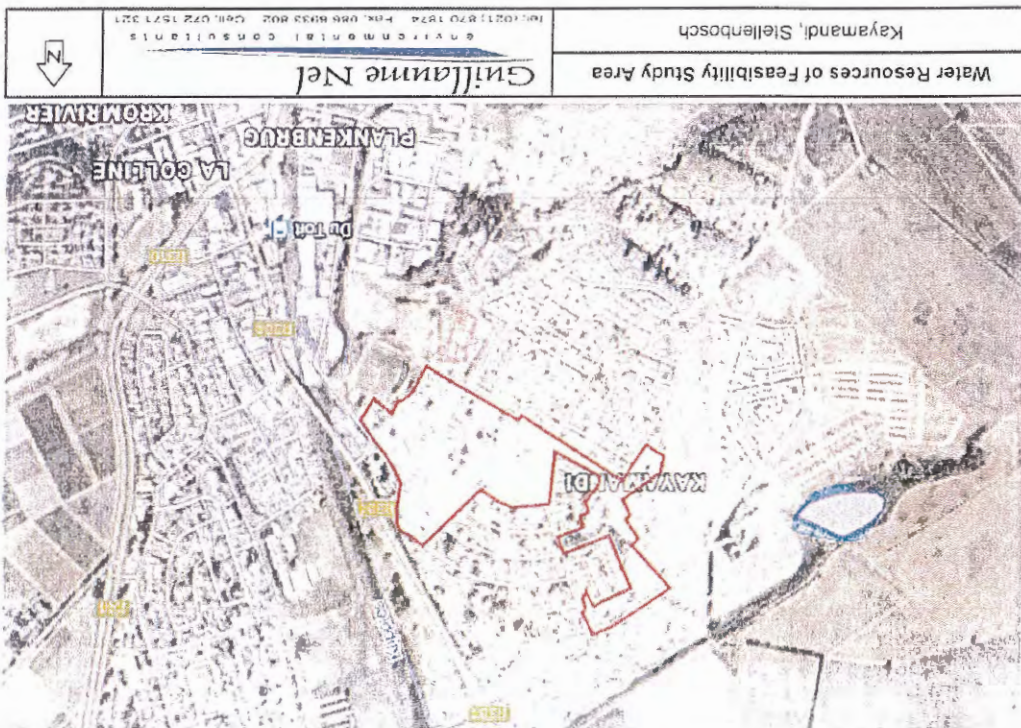 Water Resources of Feasibility Study Area
Kayamandi, Stellenbosch
Guillaume Nel
environmental consultants
Tel: (021) 870 1874 Fax. 086 6933 802 Cell. 072 1571 321
N
KROMRIVIER
PLANKENBRUG
LA COLLINE
Du Toit
R310
KAYAMANDI
R304